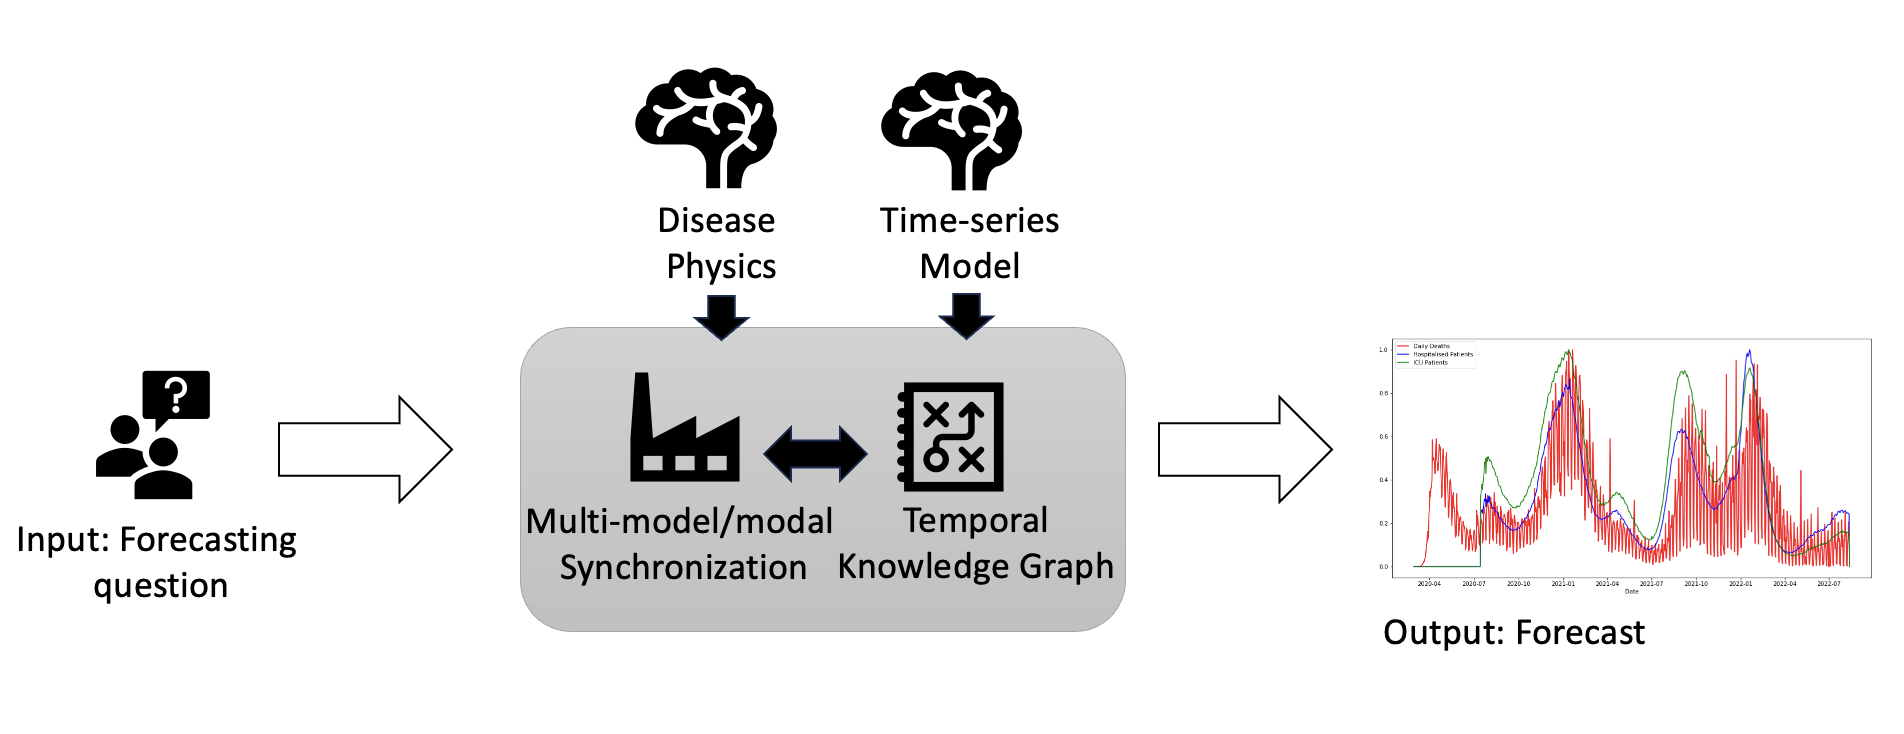 Disease
Physics
Time-series
Model
?
Input: Forecasting
question
Multi-model/modal
Synchronization
Temporal
Knowledge Graph
Daily Deaths
Hospitalised Patients
ICU Patients
1.0
0.8
0.6
0.4
0.2
0.0
2020-04 2020-07 2020-10 2021-01 2021-04 2021-07 2021-10 2022-01 2022-04 2022-07
Date
Output: Forecast